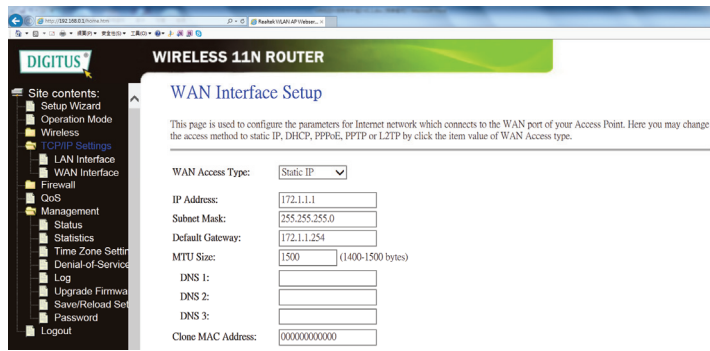 http://192.168.0.1/home.htm
Realtek WLAN AP Webser...
DIGITUS
WIRELESS 11N ROUTER
Site contents:
Setup Wizard
Operation Mode
Wireless
TCP/IP Settings
LAN Interface
WAN Interface
Firewall
QoS
Management
Status
Statistics
Time Zone Settin
Denial-of-Service
Log
Upgrade Firmwa
Save/Reload Set
Password
Logout
WAN Interface Setup
This page is used to configure the parameters for Internet network which connects to the WAN port of your Access Point. Here you may change
the access method to static IP, DHCP, PPPoE, PPTP or L2TP by click the item value of WAN Access type.
WAN Access Type: Static IP
IP Address: 172.1.1.1
Subnet Mask: 255.255.255.0
Default Gateway: 172.1.1.254
MTU Size: 1500 (1400-1500 bytes)
DNS 1:
DNS 2:
DNS 3:
Clone MAC Address: 000000000000